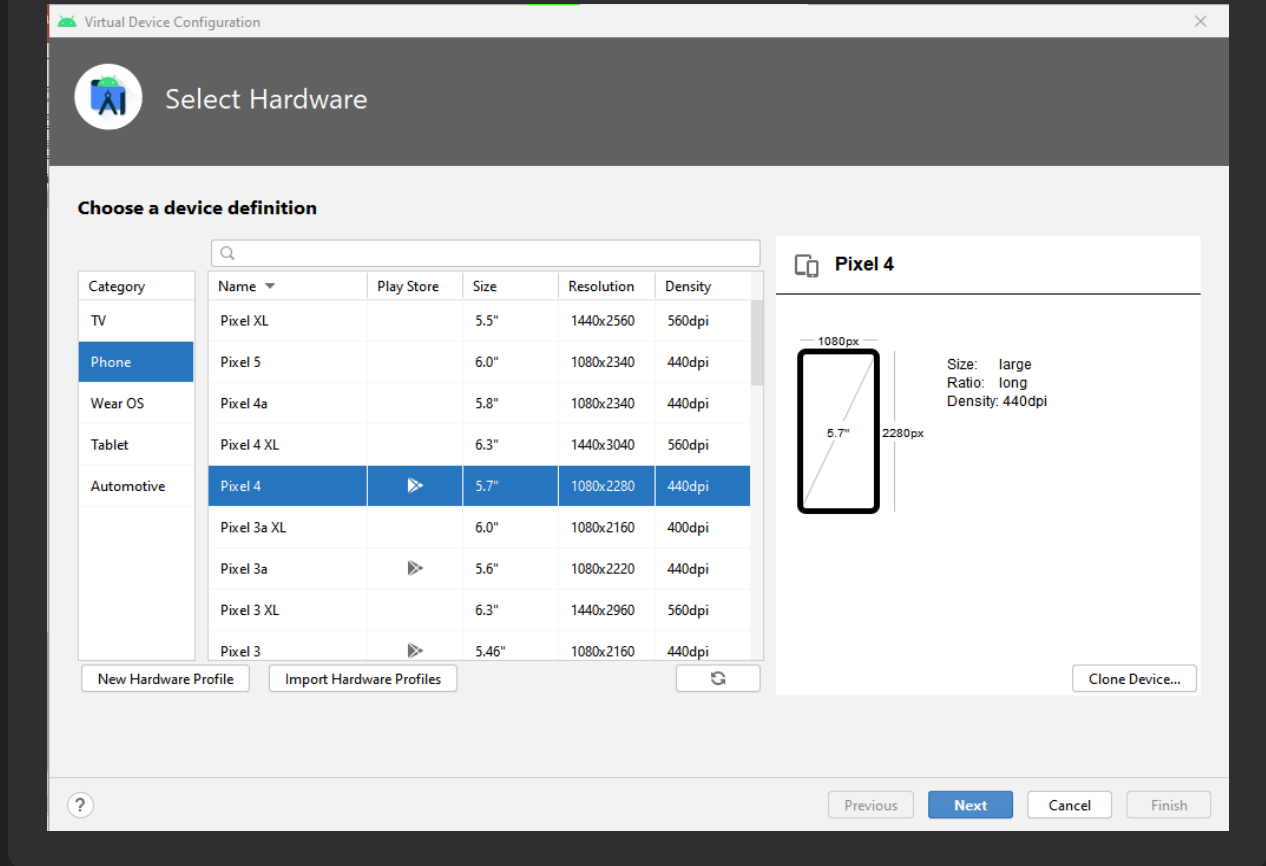 Virtual Device Configuration
Select Hardware
Choose a device definition
Category
TV
Phone
Wear OS
Tablet
Automotive
Name Play Store Size Resolution Density
Pixel XL 5.5" 1440x2560 560dpi
Pixel 5 6.0" 1080x2340 440dpi
Pixel 4a 5.8" 1080x2340 440dpi
Pixel 4 XL 6.3" 1440x3040 560dpi
Pixel 4 5.7" 1080x2280 440dpi
Pixel 3a XL 6.0" 1080x2160 400dpi
Pixel 3a 5.6" 1080x2220 440dpi
Pixel 3 XL 6.3" 1440x2960 560dpi
Pixel 3 5.46" 1080x2160 440dpi
New Hardware Profile Import Hardware Profiles
Pixel 4
1080px
5.7" 2280px
Size: large
Ratio: long
Density: 440dpi
Clone Device...
? Previous Next Cancel Finish